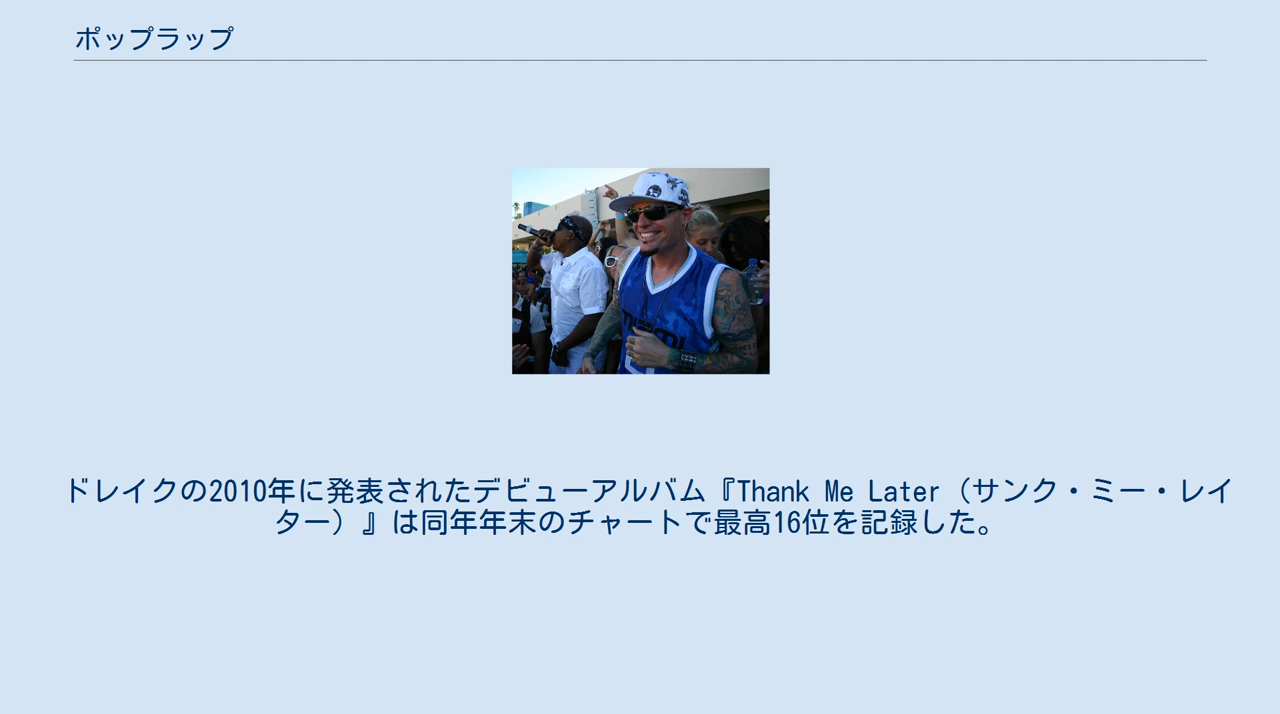 ポップラップ
ドレイクの2010年に発表されたデビューアルバム『Thank Me Later（サンク・ミー・レイ
ター）』は同年年末のチャートで最高16位を記録した。